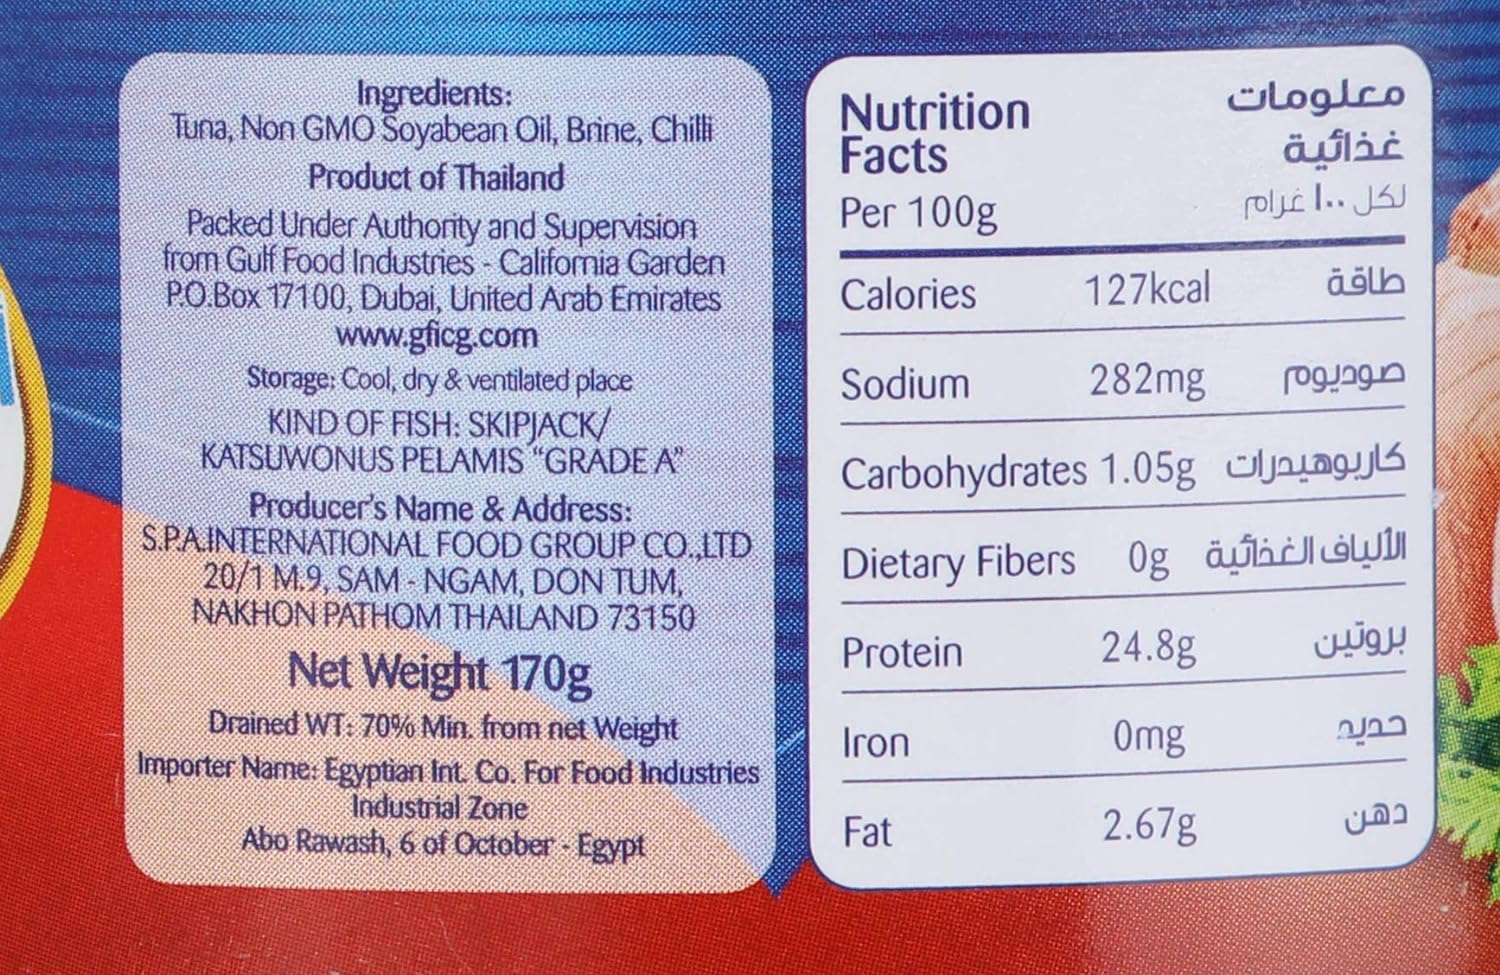 Ingredients:
Tuna, Non GMO Soyabean Oil, Brine, Chilli
Product of Thailand
Packed Under Authority and Supervision
from Gulf Food Industries - California Garden
P.O.Box 17100, Dubai, United Arab Emirates
www.gficg.com
Storage: Cool, dry & ventilated place
KIND OF FISH: SKIPJACK/
KATSUWONUS PELAMIS "GRADE A"
Producer's Name & Address:
S.P.A.INTERNATIONAL FOOD GROUP CO.,LTD
20/1 M.9, SAM - NGAM, DON TUM,
NAKHON PATHOM THAILAND 73150
Net Weight 170g
Drained WT: 70% Min. from net Weight
Importer Name: Egyptian Int. Co. For Food Industries
Industrial Zone
Abo Rawash, 6 of October - Egypt
Nutrition معلومات
Facts غذائية
Per 100g لكل ١٠٠ غرام
Calories 127kcal طاقة
Sodium 282mg صوديوم
Carbohydrates 1.05g كاربوهيدرات
Dietary Fibers 0g الألياف الغذائية
Protein 24.8g بروتين
Iron 0mg حديد
Fat 2.67g دهن